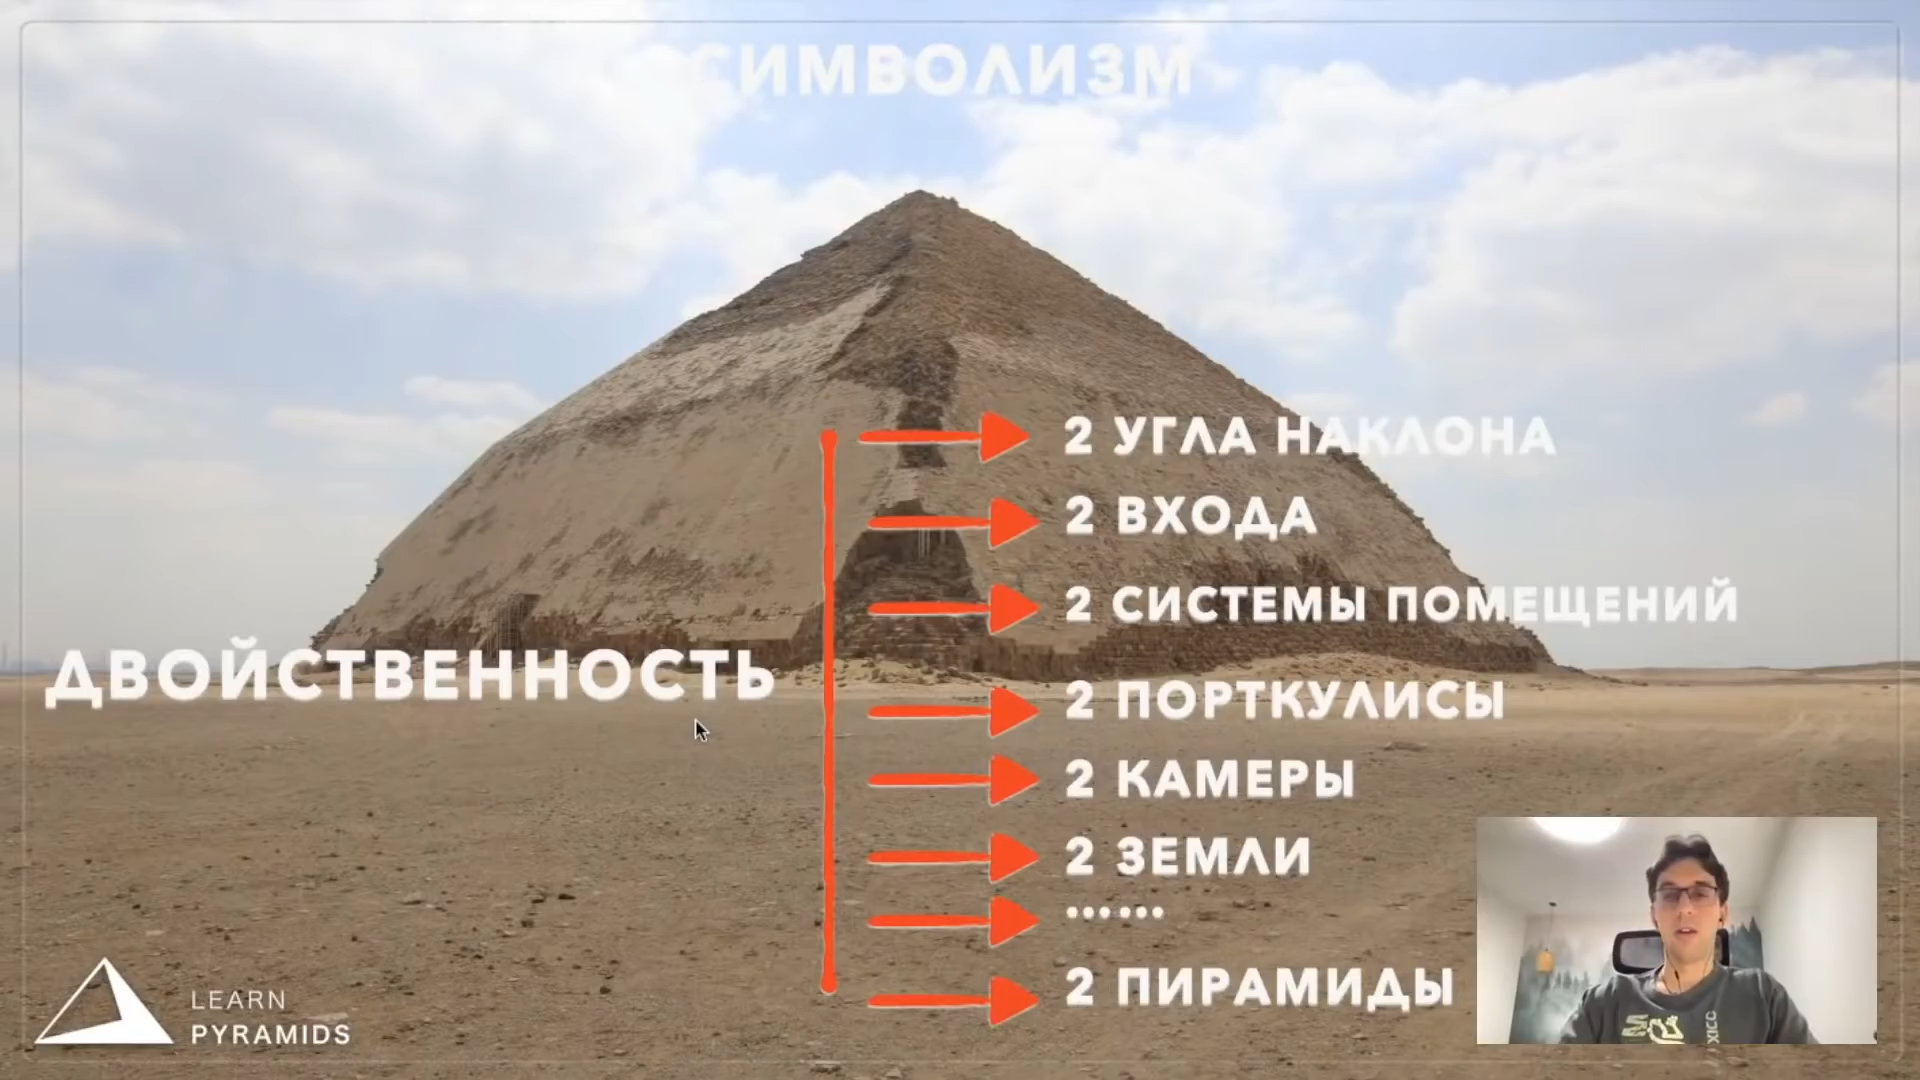 СИМВОЛИЗМ
2 УГЛА НАКЛОНА
2 ВХОДА
2 СИСТЕМЫ ПОМЕЩЕНИЙ
ДВОЙСТВЕННОСТЬ
2 ПОРТКУЛИСЫ
2 КАМЕРЫ
2 ЗЕМЛИ
......
2 ПИРАМИДЫ
LEARN
PYRAMIDS